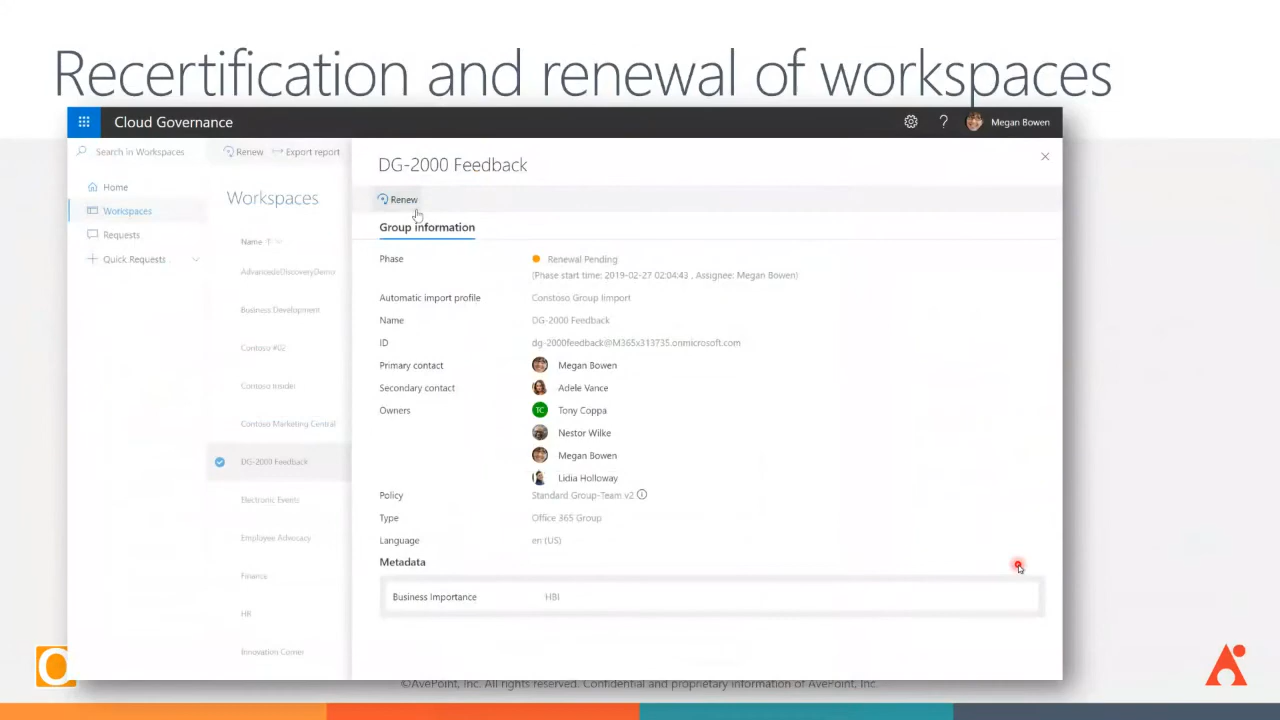 Recertification and renewal of workspaces
Cloud Governance
? Megan Bowen
Search in Workspaces
Renew
Export report
Home
Workspaces
Requests
Quick Requests
Workspaces
Name
AdvancedeDiscoveryDemo
Business Development
Contoso #02
Contoso Insider
Contoso Marketing Central
DG-2000 Feedback
Electronic Events
Employee Advocacy
Finance
HR
Innovation Corner
DG-2000 Feedback
Renew
Group information
Phase Renewal Pending
(Phase start time: 2019-02-27 02:04:43 , Assignee: Megan Bowen)
Automatic import profile Constoso Group Iimport
Name DG-2000 Feedback
ID dg-2000feedback@M365x313735.onmicrosoft.com
Primary contact Megan Bowen
Secondary contact Adele Vance
Owners TC Tony Coppa
Nestor Wilke
Megan Bowen
Lidia Holloway
Policy Standard Group-Team v2
Type Office 365 Group
Language en (US)
Metadata
Business Importance HBI
©AvePoint, Inc. All rights reserved. Confidential and proprietary information of AvePoint, Inc.